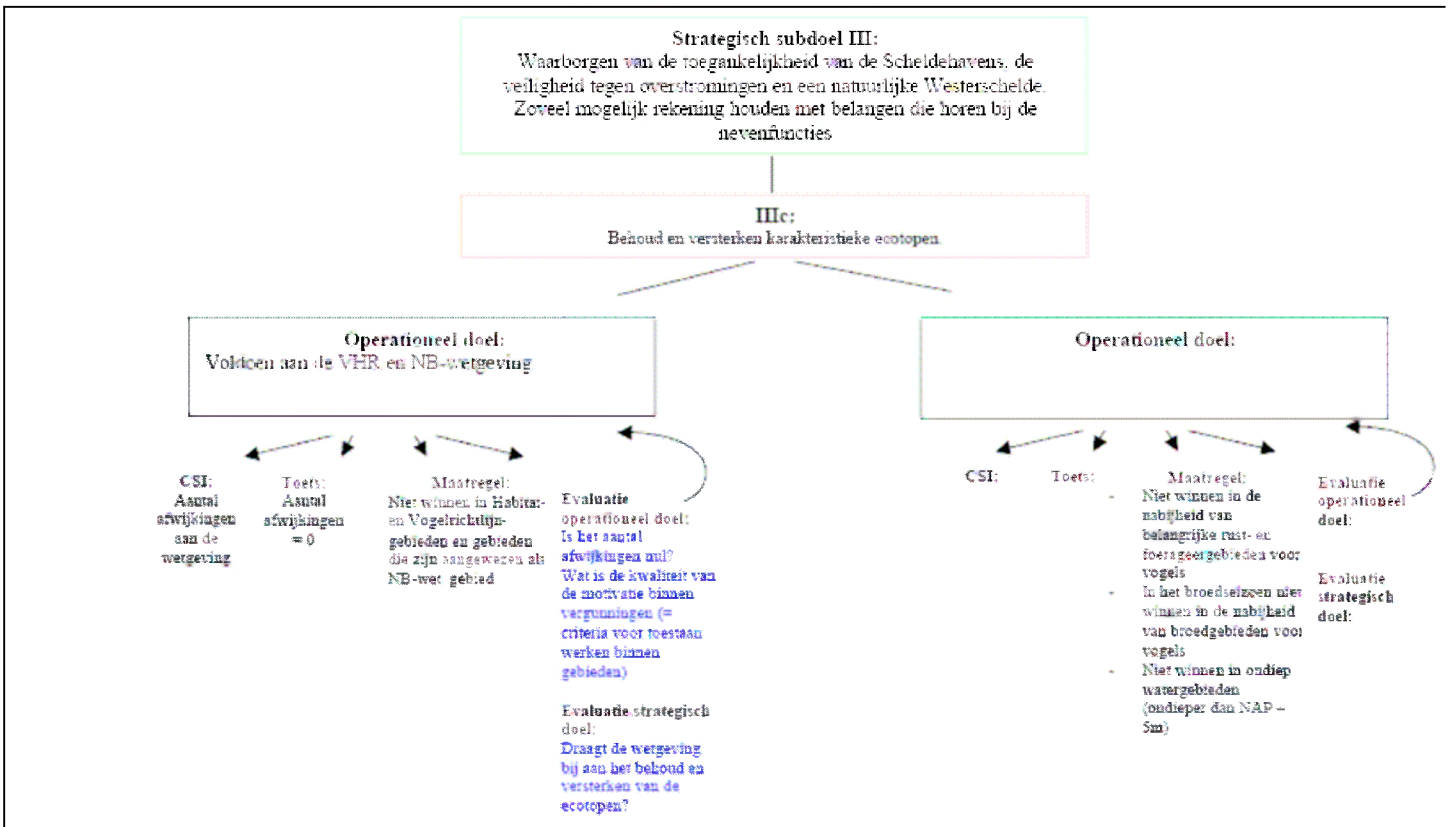 Strategisch subdoel III:
Waarborgen van de toegankelijkheid van de Scheldehavens, de
veiligheid tegen overstromingen en een natuurlijke Westerschelde.
Zoveel mogelijk rekening houden met belangen die horen bij de
nevenfuncties
IIIc:
Behoud en versterken karakteristieke ecotopen.
Operationeel doel:
Voldoen aan de VHR en NB-wetgeving
CSI:
Aantal
afwijkingen
aan de
wetgeving
Toets:
Aantal
afwijkingen
= 0
Maatregel:
Niet winnen in Habitat-
en Vogelrichtlijn-
gebieden en gebieden
die zijn aangewezen als
NB-wet gebied
Evaluatie
operationeel doel:
Is het aantal
afwijkingen nul?
Wat is de kwaliteit van
de motivatie binnen
vergunningen (=
criteria voor toestaan
werken binnen
gebieden)
Evaluatie strategisch
doel:
Draagt de wetgeving
bij aan het behoud en
versterken van de
ecotopen?
Operationeel doel:
CSI:
Toets:
Maatregel:
- Niet winnen in de
nabijheid van
belangrijke rust- en
foerageergebieden voor
vogels
- In het broedseizoen niet
winnen in de nabijheid
van broedgebieden voor
vogels
- Niet winnen in ondiep
watergebieden
(ondieper dan NAP –
5m)
Evaluatie
operationeel
doel:
Evaluatie
strategisch
doel: